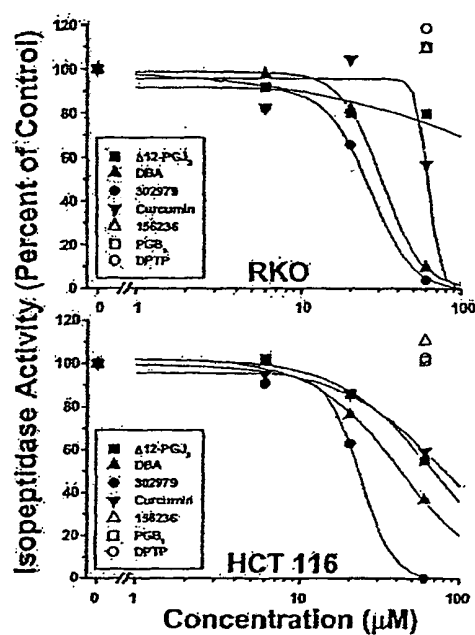 Isopeptidase Activity (Percent of Control)
120
100
80
60
40
20
0
Δ12-PGJ2
DBA
302979
Curcumin
156236
PGB1
DPTP
RKO
0 1 10 100
120
100
80
60
40
20
0
Δ12-PGJ2
DBA
302979
Curcumin
156236
PGB1
DPTP
HCT 116
0 1 10 100
Concentration (μM)